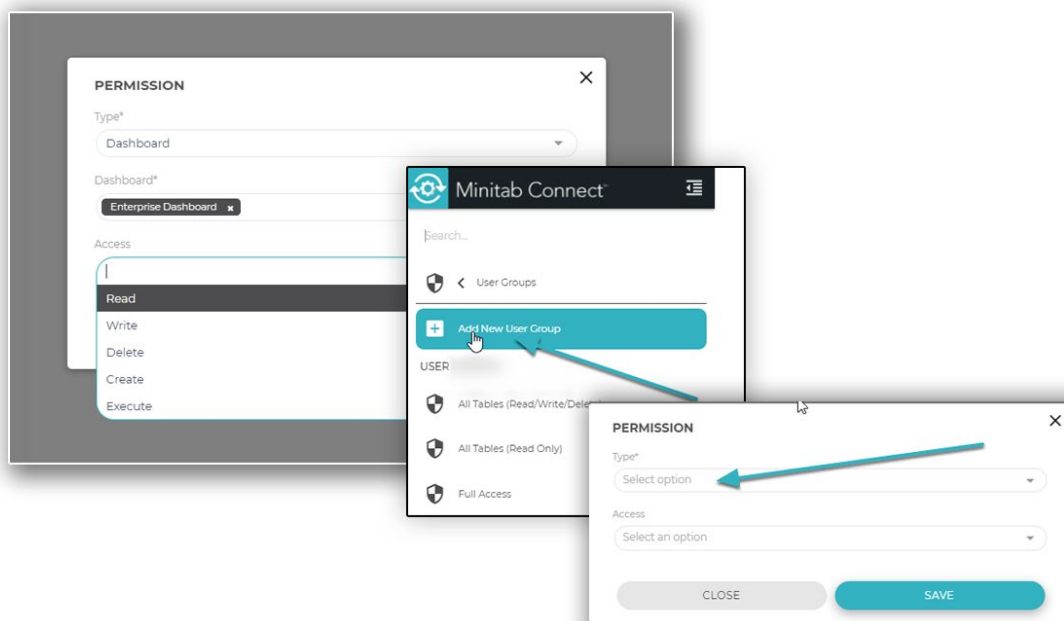 PERMISSION
Type*
Dashboard
Dashboard*
Enterprise Dashboard x
Access
Read
Write
Delete
Create
Execute
Minitab Connect™
Search...
User Groups
Add New User Group
USER
All Tables (Read/Write/Delete)
All Tables (Read Only)
Full Access
PERMISSION
Type*
Select option
Access
Select an option
CLOSE
SAVE